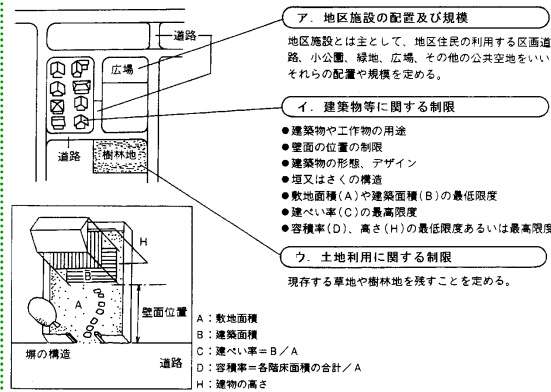 道路
広場
道路
樹林地
ア. 地区施設の配置及び規模
地区施設とは主として、地区住民の利用する区画道
路、小公園、緑地、広場、その他の公共空地をいい
それらの配置や規模を定める。
イ. 建築物等に関する制限
●建築物や工作物の用途
●壁面の位置の制限
●建築物の形態、デザイン
●垣又はさくの構造
●敷地面積(A)や建築面積(B)の最低限度
●建ぺい率(C)の最高限度
●容積率(D)、高さ(H)の最低限度あるいは最高限度
ウ. 土地利用に関する制限
現存する草地や樹林地を残すことを定める。
H
B
A
壁面位置
塀の構造
道路
A：敷地面積
B：建築面積
C：建ぺい率＝B／A
D：容積率＝各階床面積の合計／A
H：建物の高さ